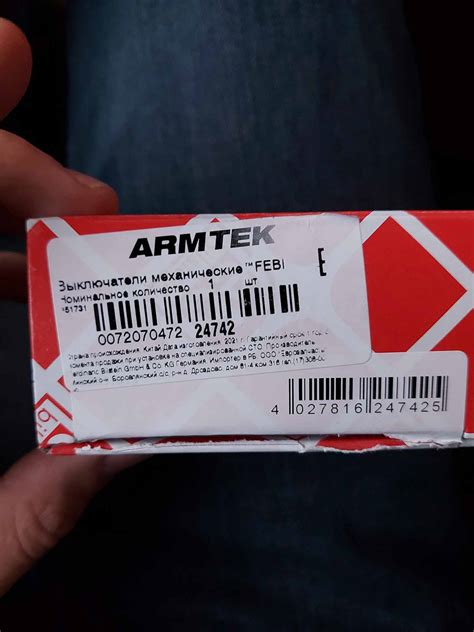 ARMTEK
Выключатели механические ™FEBI
E
Номинальное количество 1 шт
0072070472 24742
Страна происхождения: Китай Дата изготовления: 2021 г. Гарантийный срок 1 год с
момента продажи при установке на специализированной СТО. Производитель
Ferdinand Bilstein GmbH & Co. KG Германия. Импортер в РБ: ООО
4 027816 247425